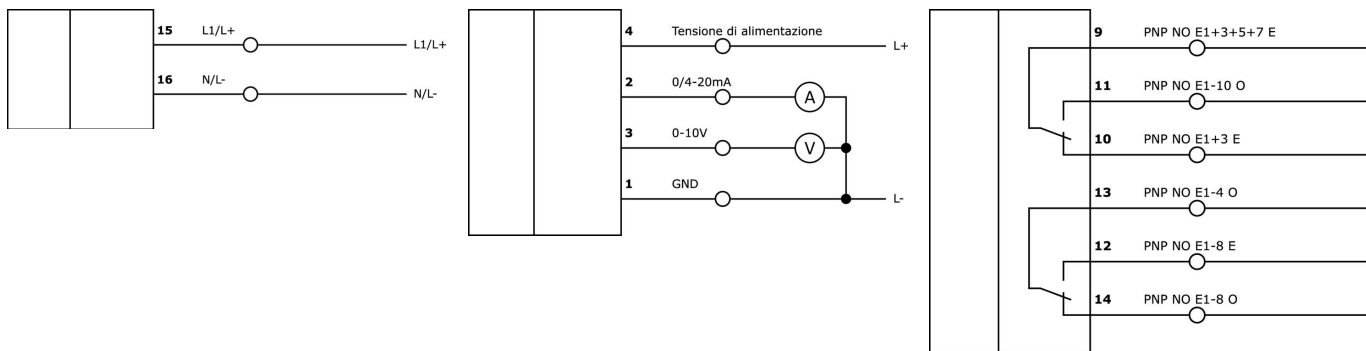 15 L1/L+ L1/L+
16 N/L- N/L-
4 Tensione di alimentazione L+
2 0/4-20mA A
3 0-10V V
1 GND L-
9 PNP NO E1+3+5+7 E
11 PNP NO E1-10 O
10 PNP NO E1+3 E
13 PNP NO E1-4 O
12 PNP NO E1-8 E
14 PNP NO E1-8 O